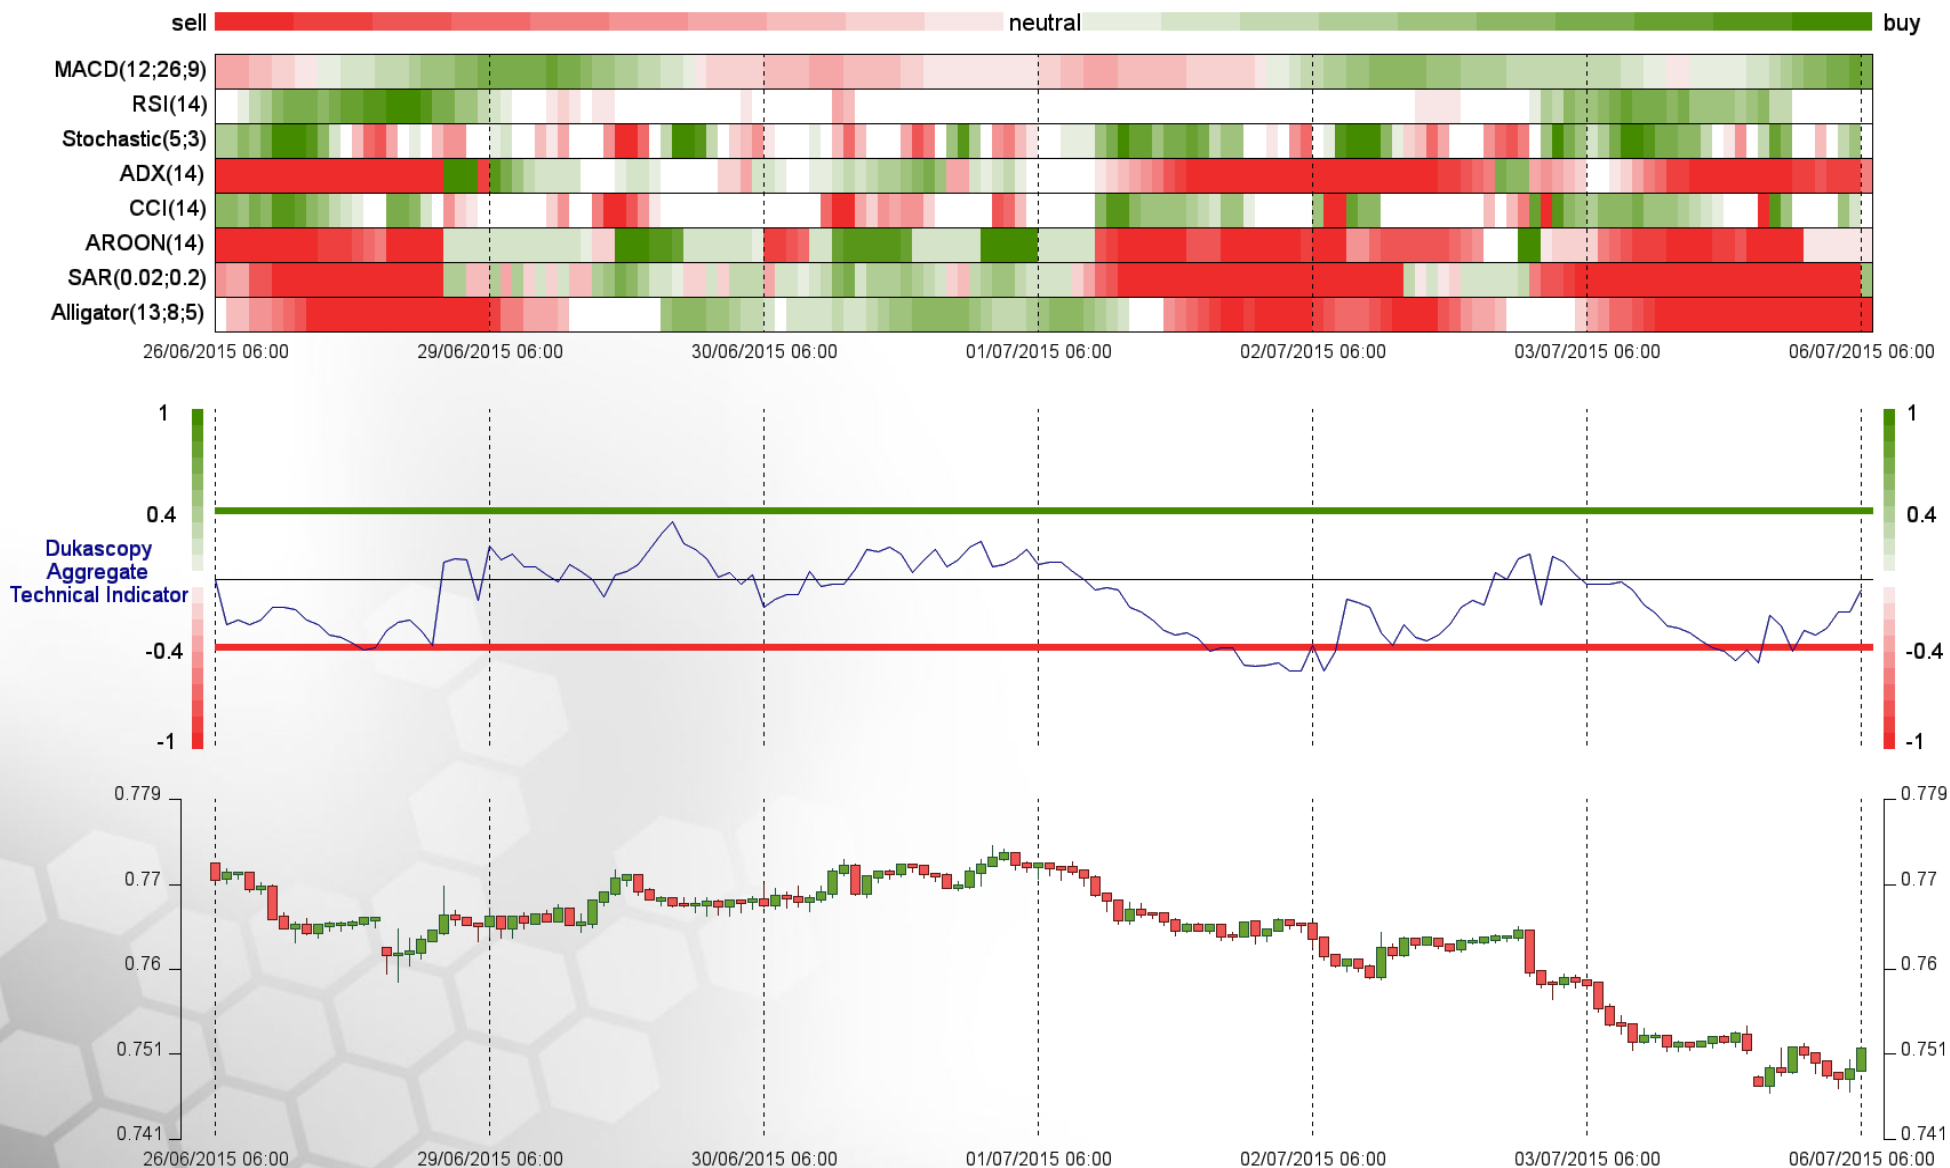 sell neutral buy
MACD(12;26;9)
RSI(14)
Stochastic(5;3)
ADX(14)
CCI(14)
AROON(14)
SAR(0.02;0.2)
Alligator(13;8;5)
26/06/2015 06:00 29/06/2015 06:00 30/06/2015 06:00 01/07/2015 06:00 02/07/2015 06:00 03/07/2015 06:00 06/07/2015 06:00
1 1
0.4 0.4
Dukascopy
Aggregate
Technical Indicator
-0.4 -0.4
-1 -1
0.779 0.779
0.77 0.77
0.76 0.76
0.751 0.751
0.741 0.741
26/06/2015 06:00 29/06/2015 06:00 30/06/2015 06:00 01/07/2015 06:00 02/07/2015 06:00 03/07/2015 06:00 06/07/2015 06:00